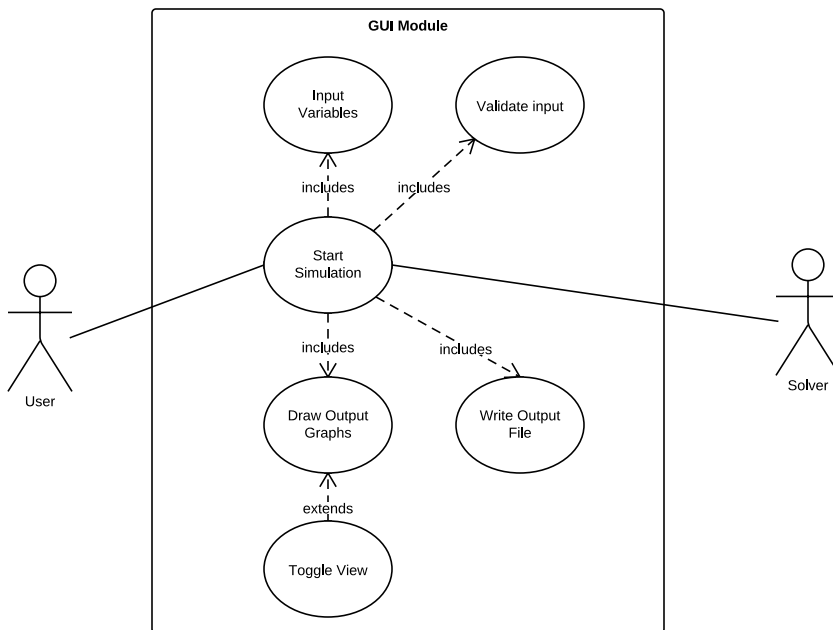 GUI Module
Input
Variables
Validate input
includes
includes
Start
Simulation
includes
includes
User
Solver
Draw Output
Graphs
Write Output
File
extends
Toggle View